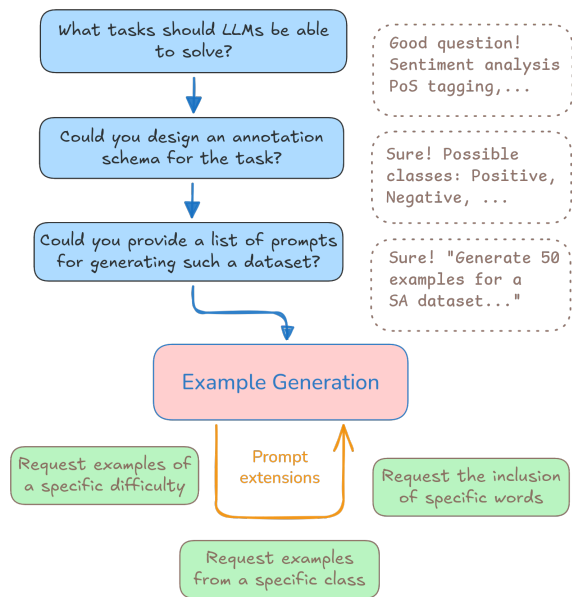 What tasks should LLMs be able
to solve?
Good question!
Sentiment analysis
PoS tagging,...
Could you design an annotation
schema for the task?
Sure! Possible
classes: Positive,
Negative, ...
Could you provide a list of prompts
for generating such a dataset?
Sure! "Generate 50
examples for a
SA dataset..."
Example Generation
Prompt
extensions
Request examples of
a specific difficulty
Request the inclusion
of specific words
Request examples
from a specific class